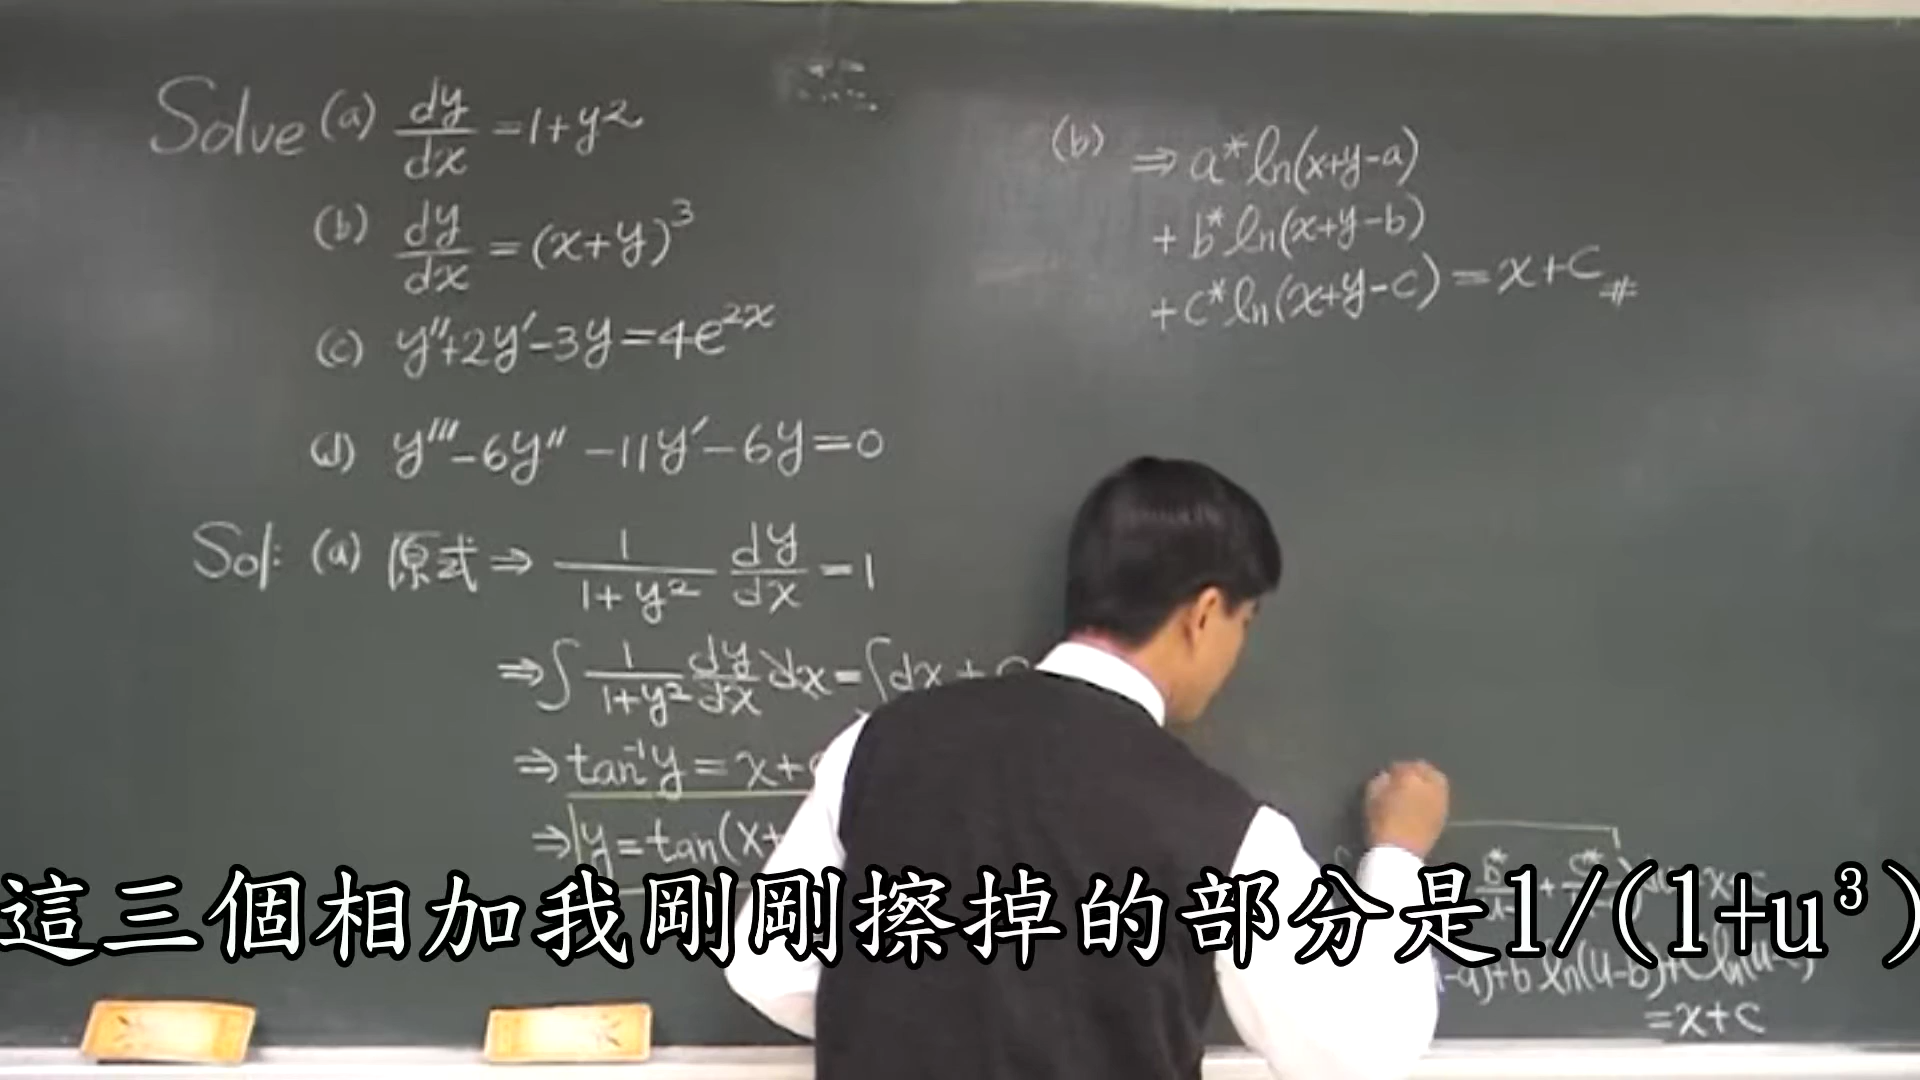 Solve (a) dy/dx = 1+y²
(b) dy/dx = (x+y)³
(c) y''+2y'-3y=4e^{2x}
(d) y'''-6y''-11y'-6y=0
Sol: (a) 原式 ⇒ 1/(1+y²) dy/dx = 1
⇒ ∫ 1/(1+y²) dy/dx dx = ∫dx +
⇒ tan⁻¹y = x+
⇒ y = tan(x+
(b) ⇒ a* ln(x+y-a)
+ b* ln(x+y-b)
+ c* ln(x+y-c) = x+c #
= x+c
這三個相加我剛剛擦掉的部分是1/(1+u³)